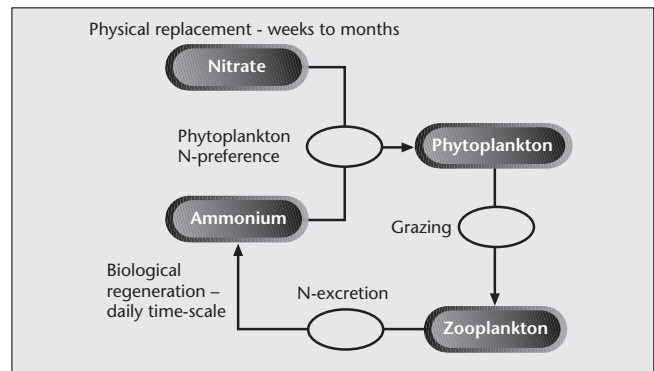 Physical replacement - weeks to months
Nitrate
Phytoplankton
N-preference
Phytoplankton
Ammonium
Grazing
Biological
regeneration –
daily time-scale
N-excretion
Zooplankton